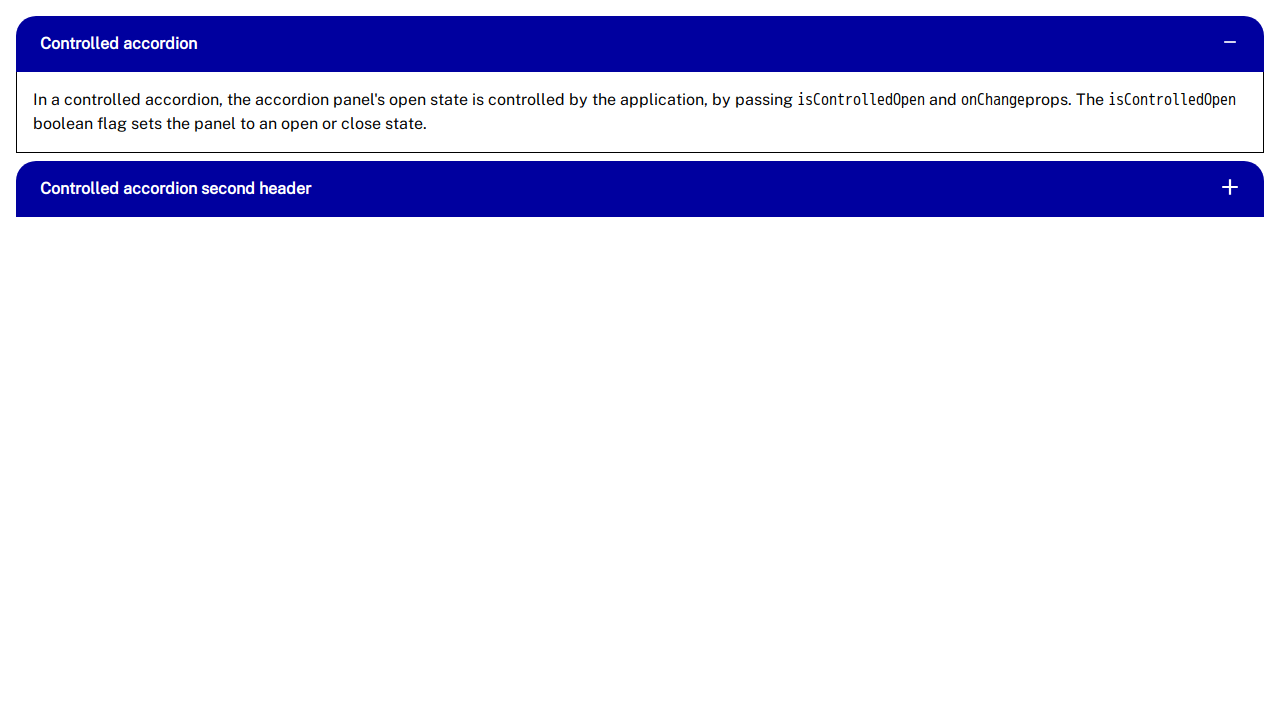 Controlled accordion
In a controlled accordion, the accordion panel's open state is controlled by the application, by passing isControlledOpen and onChangeprops. The isControlledOpen
boolean flag sets the panel to an open or close state.
Controlled accordion second header